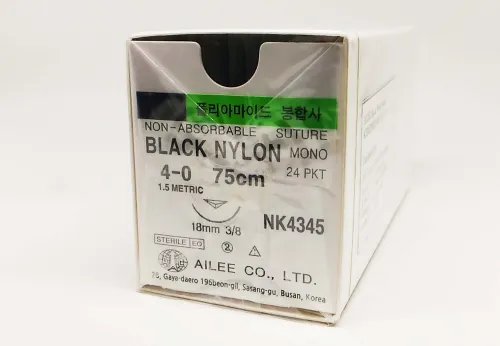 폴리아마이드 봉합사
NON-ABSORBABLE SUTURE
BLACK NYLON MONO
4-0 75cm 24 PKT
1.5 METRIC
18mm 3/8 NK4345
STERILE EO
2
AILEE CO., LTD.
26, Gaya-daero 196beon-gil, Sasang-gu, Busan, Korea